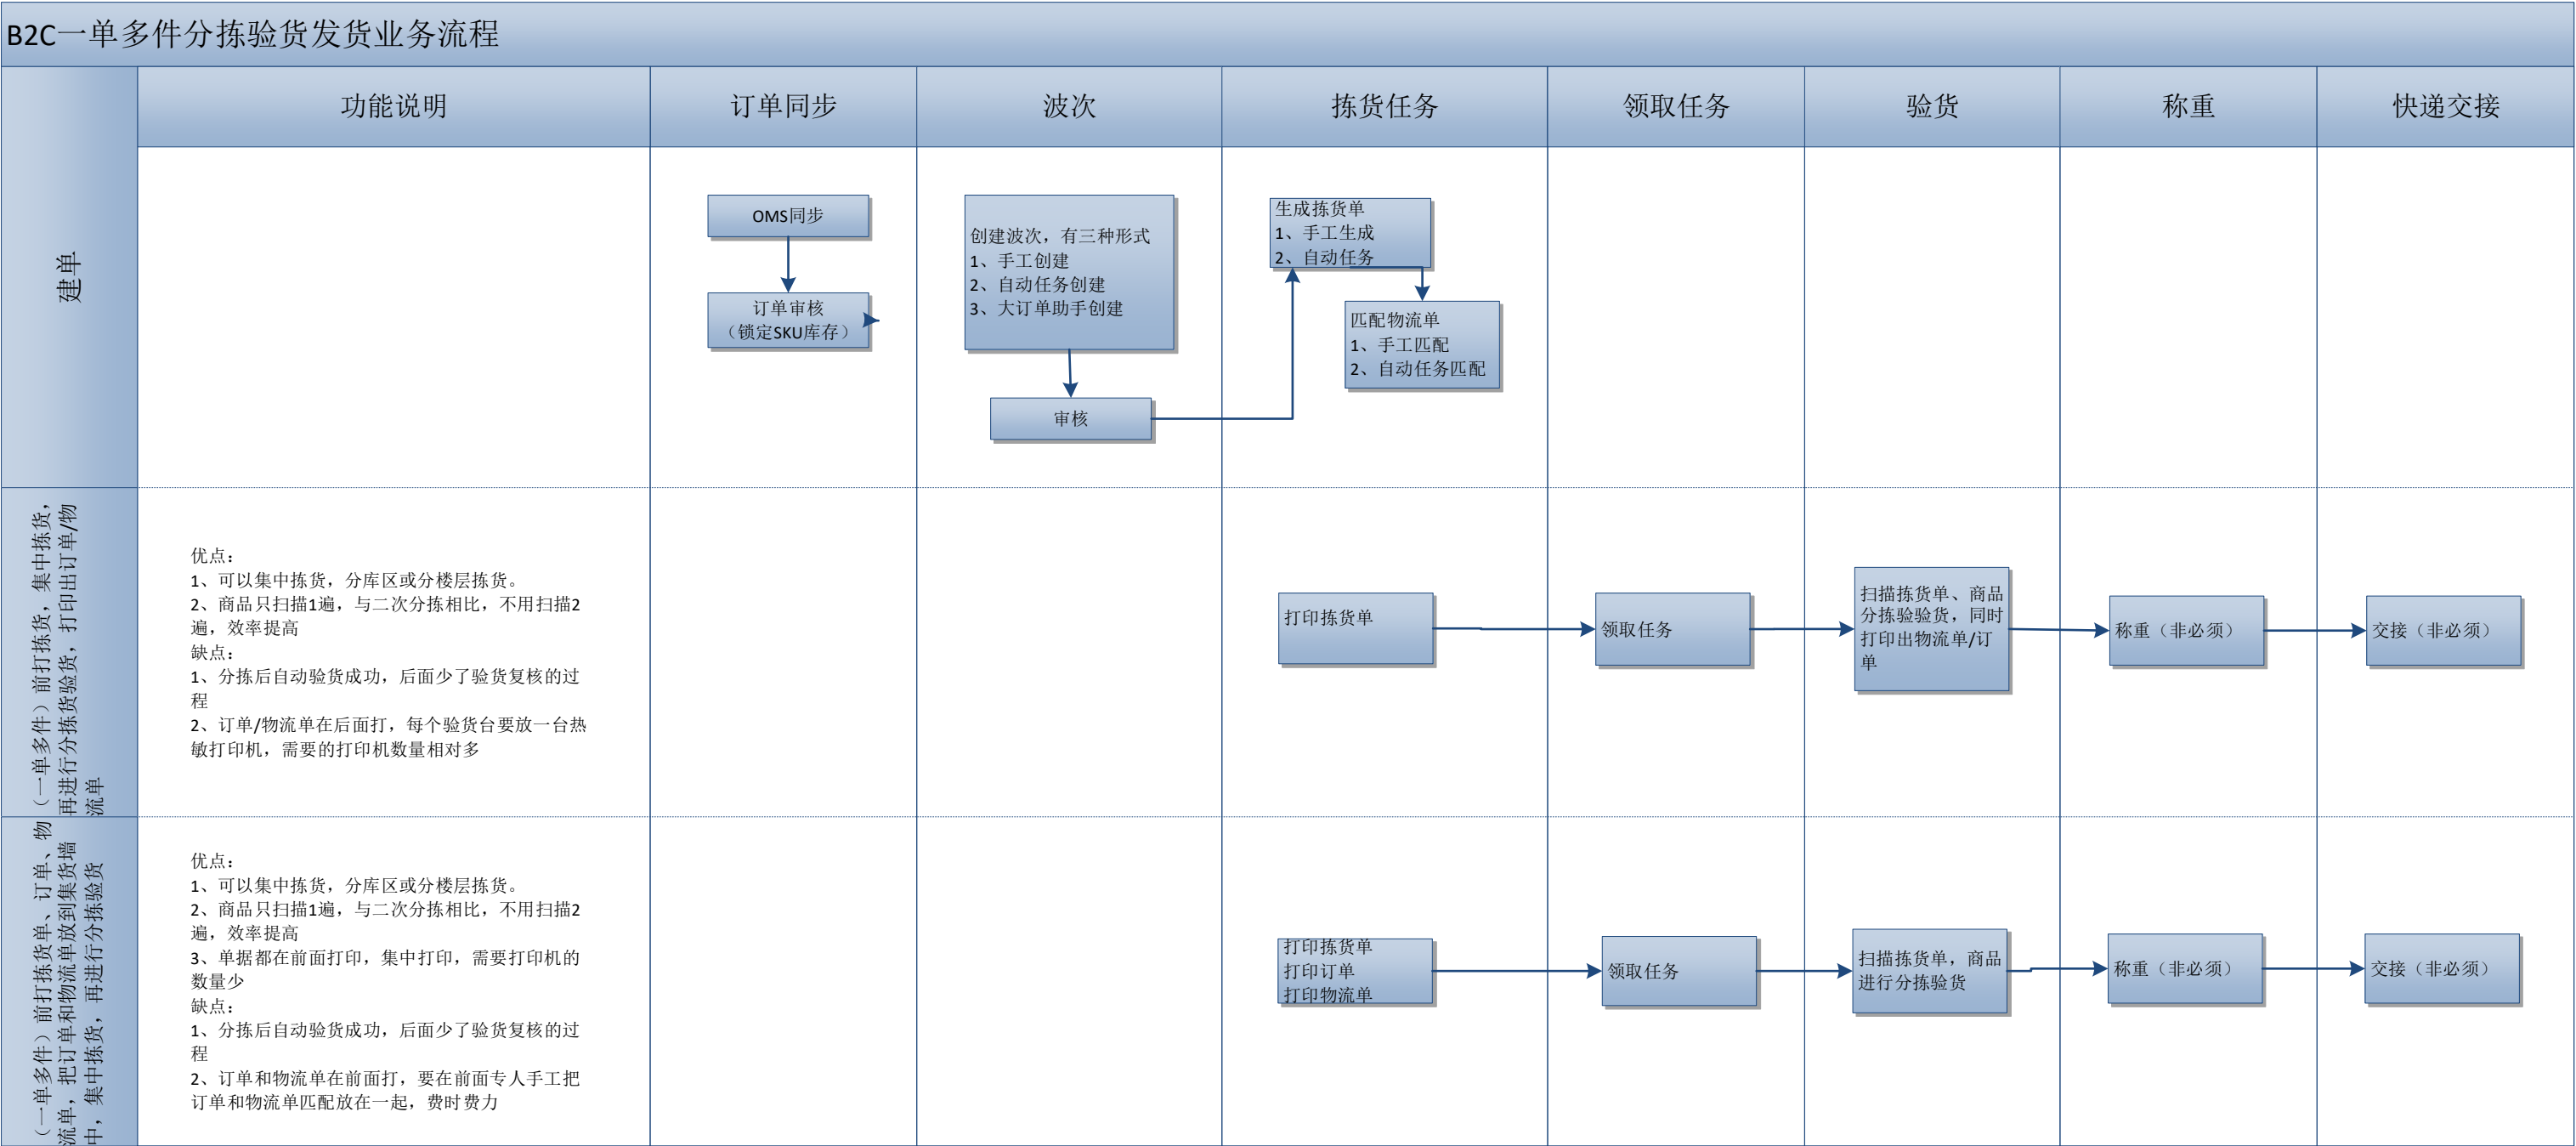 B2C一单多件分拣验货发货业务流程
功能说明
订单同步
波次
拣货任务
领取任务
验货
称重
快递交接
建单
OMS同步
订单审核
（锁定SKU库存）
创建波次，有三种形式
1、手工创建
2、自动任务创建
3、大订单助手创建
审核
生成拣货单
1、手工生成
2、自动任务
匹配物流单
1、手工匹配
2、自动任务匹配
（一单多件）前打拣货，集中拣货，
再进行分拣货验货，打印出订单/物
流单
优点：
1、可以集中拣货，分库区或分楼层拣货。
2、商品只扫描1遍，与二次分拣相比，不用扫描2
遍，效率提高
缺点：
1、分拣后自动验货成功，后面少了验货复核的过
程
2、订单/物流单在后面打，每个验货台要放一台热
敏打印机，需要的打印机数量相对多
打印拣货单
领取任务
扫描拣货单、商品
分拣验验货，同时
打印出物流单/订
单
称重（非必须）
交接（非必须）
（一单多件）前打拣货单、订单、物
流单，把订单和物流单放到集货墙
中，集中拣货，再进行分拣验货
优点：
1、可以集中拣货，分库区或分楼层拣货。
2、商品只扫描1遍，与二次分拣相比，不用扫描2
遍，效率提高
3、单据都在前面打印，集中打印，需要打印机的
数量少
缺点：
1、分拣后自动验货成功，后面少了验货复核的过
程
2、订单和物流单在前面打，要在前面专人手工把
订单和物流单匹配放在一起，费时费力
打印拣货单
打印订单
打印物流单
领取任务
扫描拣货单，商品
进行分拣验货
称重（非必须）
交接（非必须）